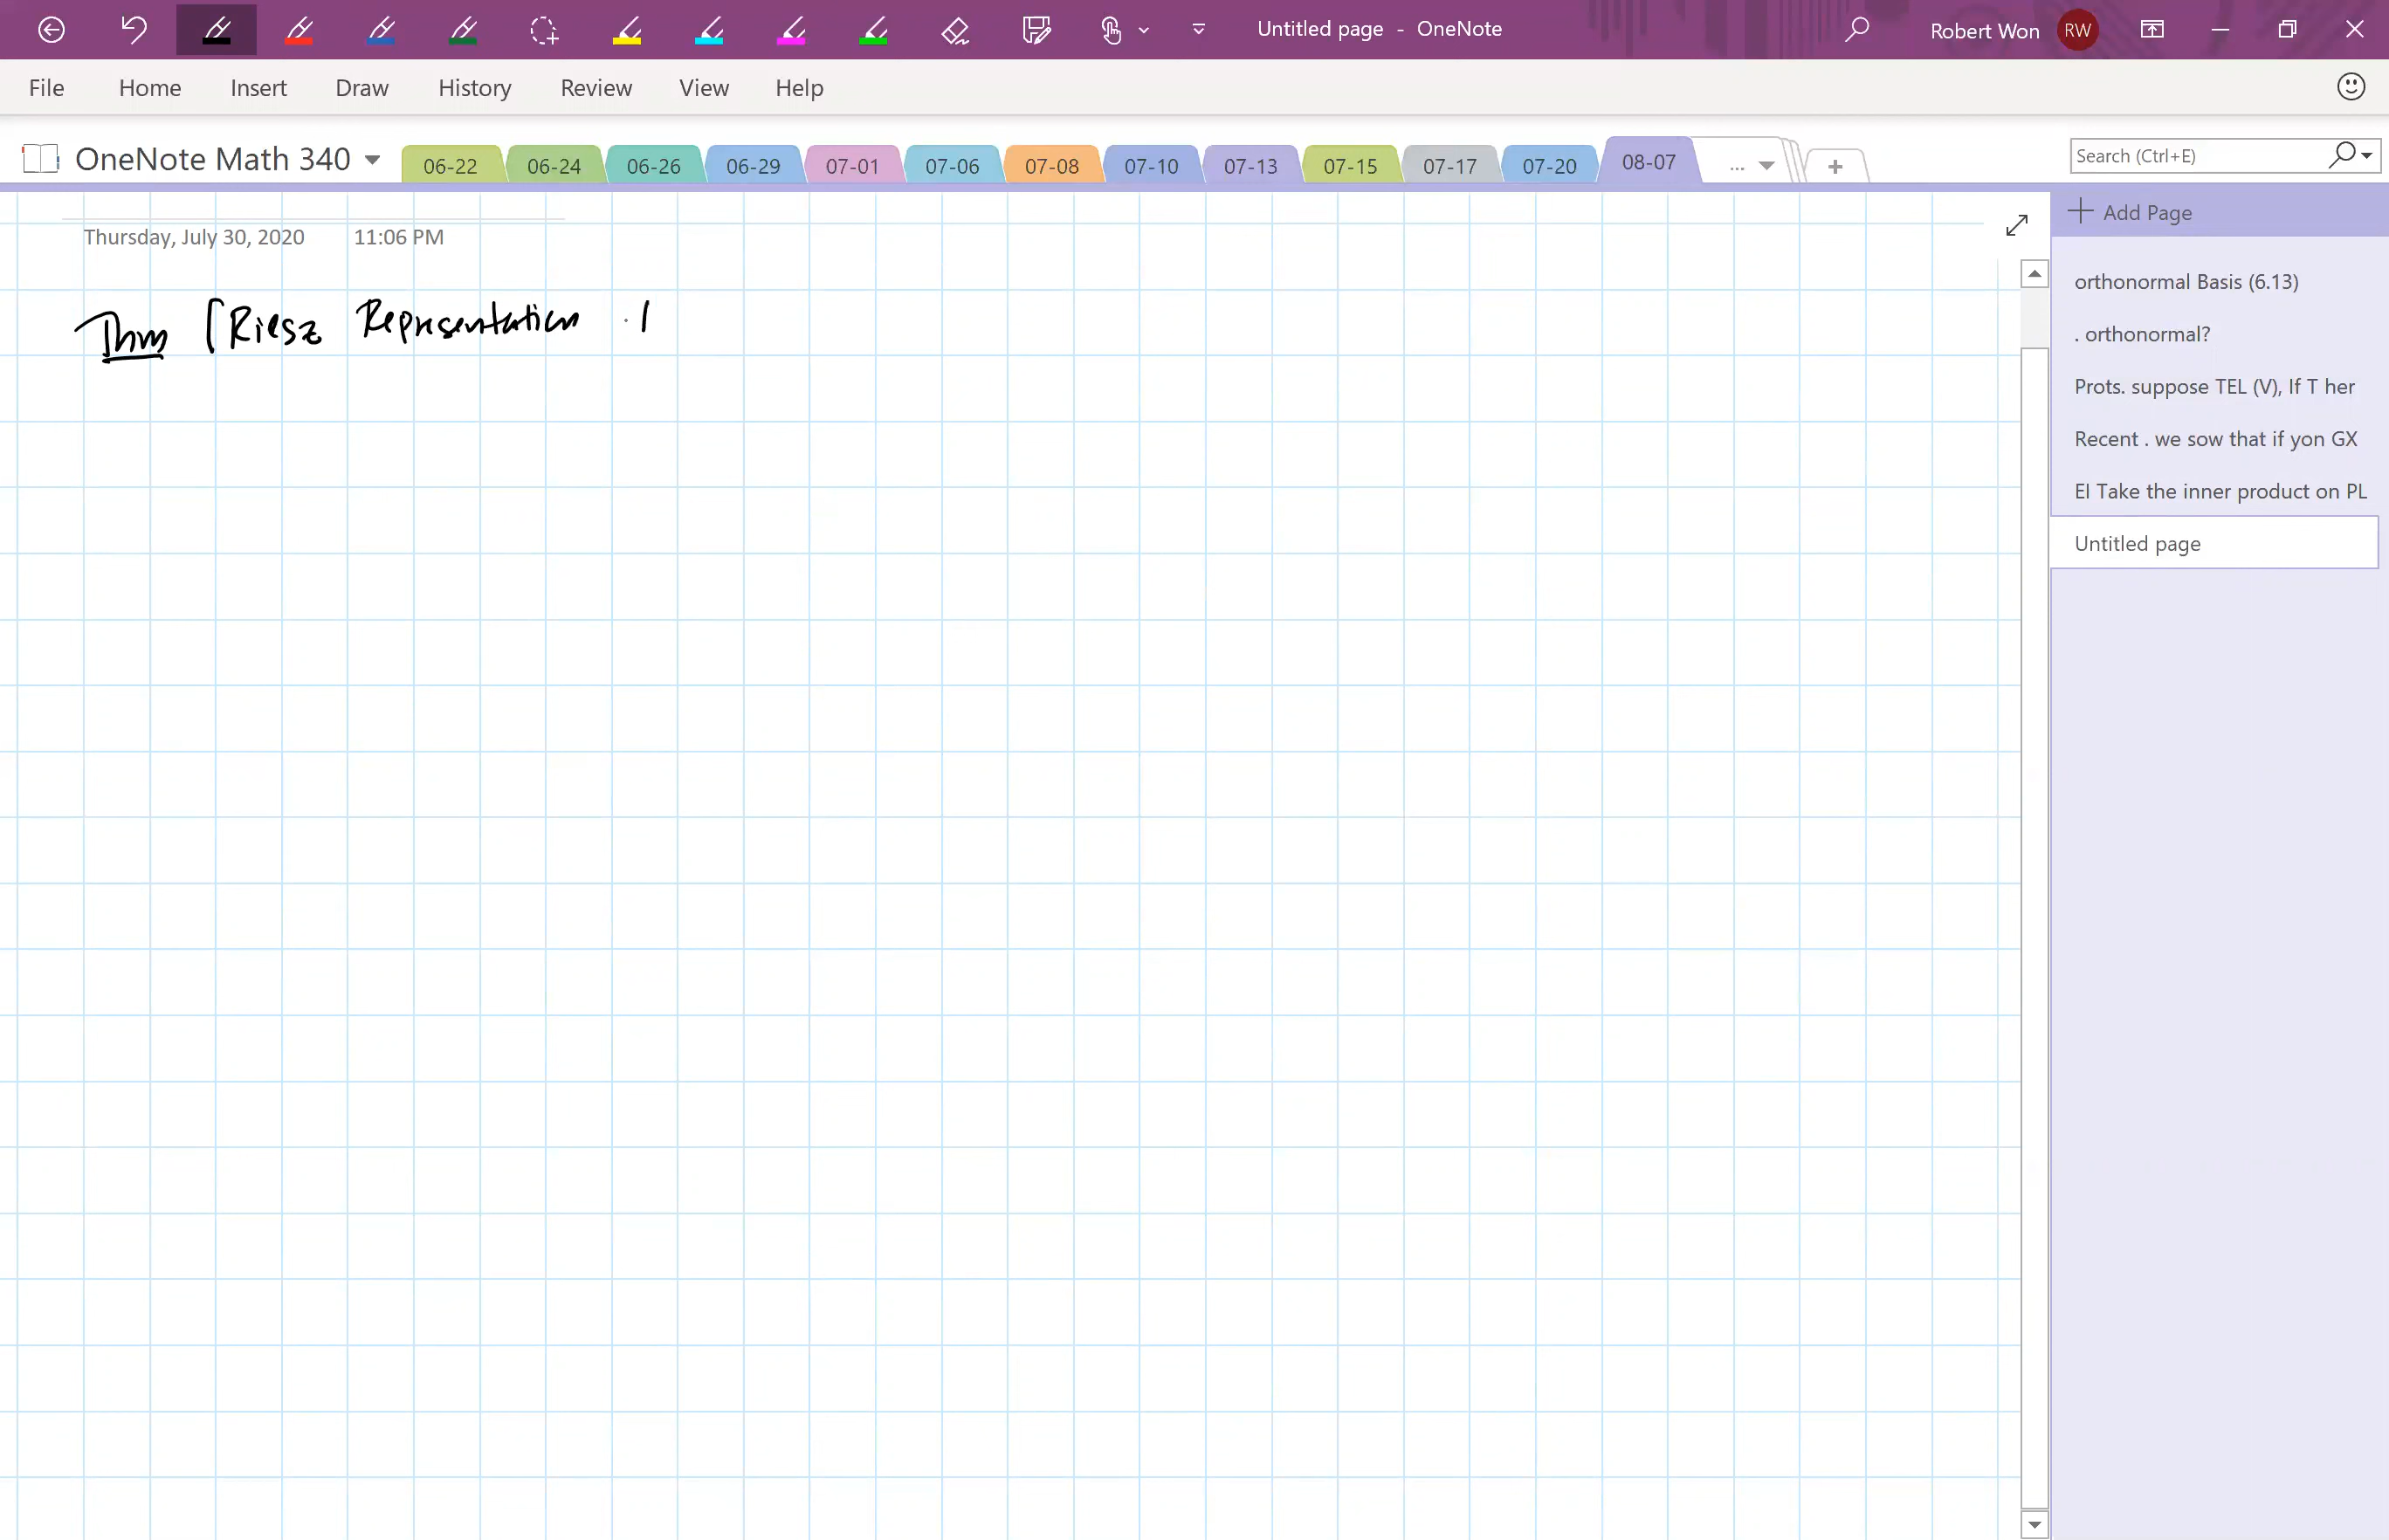 Untitled page - OneNote
Robert Won RW
File Home Insert Draw History Review View Help
OneNote Math 340 06-22 06-24 06-26 06-29 07-01 07-06 07-08 07-10 07-13 07-15 07-17 07-20 08-07 ... +
Search (Ctrl+E)
Add Page
Thursday, July 30, 2020 11:06 PM
orthonormal Basis (6.13)
. orthonormal?
Prots. suppose TEL (V), If T her
Recent . we sow that if yon GX
El Take the inner product on PL
Untitled page
Thm [Riesz Representation